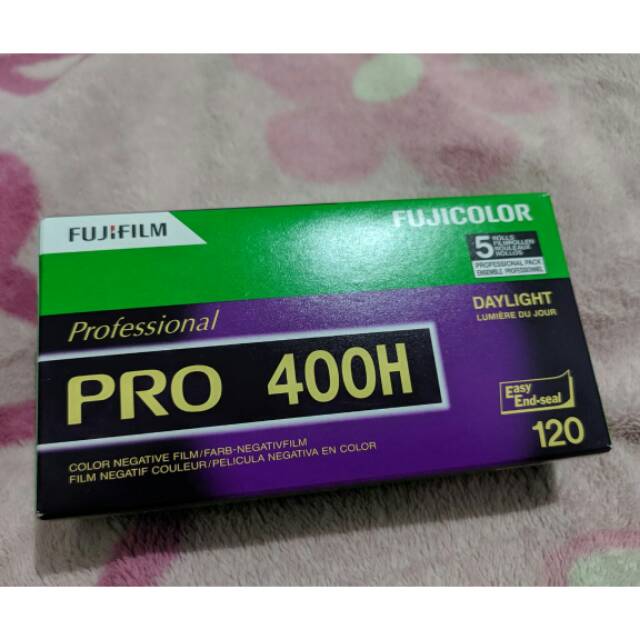 FUJIFILM
FUJICOLOR
5 ROLLS
FILMROLLEN
ROULEAUX
ROLLOS
PROFESSIONAL PACK
ENSEMBLE PROFESSIONNEL
Professional
DAYLIGHT
LUMIÈRE DU JOUR
PRO 400H
Easy
End-seal
120
COLOR NEGATIVE FILM/FARB-NEGATIVFILM
FILM NEGATIF COULEUR/PELICULA NEGATIVA EN COLOR